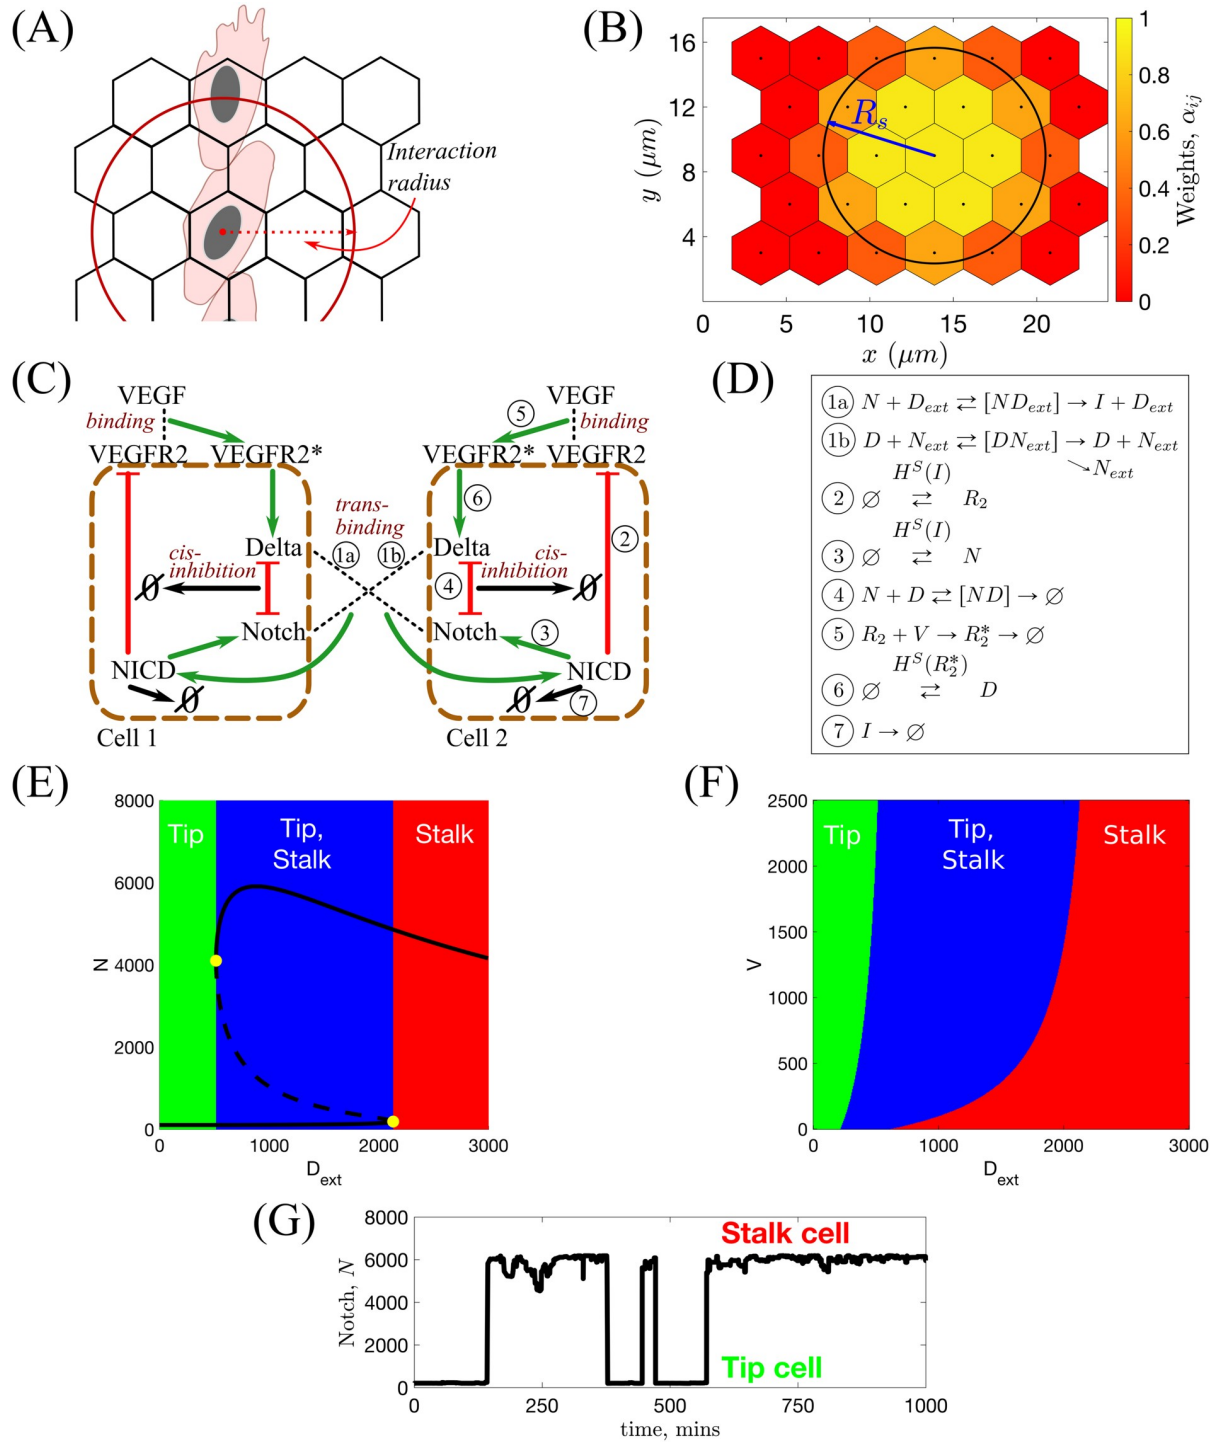 (A)
Interaction
radius
(B)
16
12
8
4
y (μm)
0 5 10 15 20
x (μm)
R_s
1
0.8
0.6
0.4
0.2
0
Weights, α_ij
(C)
VEGF
binding
VEGFR2 VEGFR2*
Delta
cis-
inhibition
∅
Notch
NICD
∅
Cell 1
trans-
binding
1a 1b
VEGF
5 binding
VEGFR2* VEGFR2
6
2
Delta
cis-
inhibition
4
∅
Notch
3
NICD
∅ 7
Cell 2
(D)
1a N + D_ext ⇄ [ND_ext] → I + D_ext
1b D + N_ext ⇄ [DN_ext] → D + N_ext
↘ N_ext
H^S(I)
2 ∅ ⇄ R_2
H^S(I)
3 ∅ ⇄ N
4 N + D ⇄ [ND] → ∅
5 R_2 + V → R_2^* → ∅
H^S(R_2^*)
6 ∅ ⇄ D
7 I → ∅
(E)
8000
6000
4000
2000
0
N
Tip
Tip,
Stalk
Stalk
0 1000 2000 3000
D_ext
(F)
2500
2000
1500
1000
500
0
V
Tip
Tip,
Stalk
Stalk
0 1000 2000 3000
D_ext
(G)
8000
6000
4000
2000
0
Notch, N
Stalk cell
Tip cell
0 250 500 750 1000
time, mins